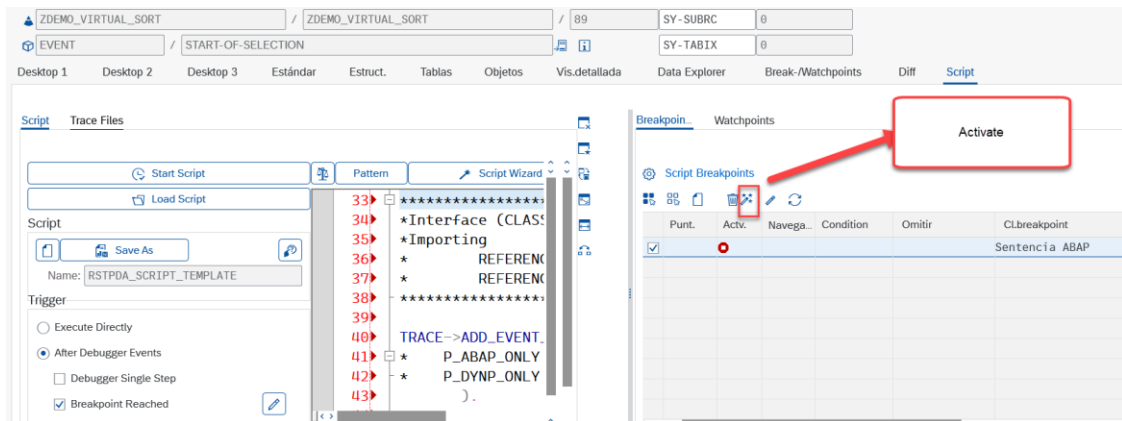 ZDEMO_VIRTUAL_SORT / ZDEMO_VIRTUAL_SORT / 89 SY-SUBRC 0
EVENT / START-OF-SELECTION SY-TABIX 0
Desktop 1 Desktop 2 Desktop 3 Estándar Estruct. Tablas Objetos Vis.detallada Data Explorer Break-/Watchpoints Diff Script
Script Trace Files
Start Script
Load Script
Script
Save As
Name: RSTPDA_SCRIPT_TEMPLATE
Trigger
Execute Directly
After Debugger Events
Debugger Single Step
Breakpoint Reached
Pattern Script Wizard
33 ******************
34 *Interface (CLASS
35 *Importing
36 * REFEREN
37 * REFEREN
38 ******************
39
40 TRACE->ADD_EVENT_
41 * P_ABAP_ONLY
42 * P_DYNP_ONLY
43 ).
Breakpoin... Watchpoints
Activate
Script Breakpoints
Punt. Actv. Navega... Condition Omitir Cl.breakpoint
Sentencia ABAP